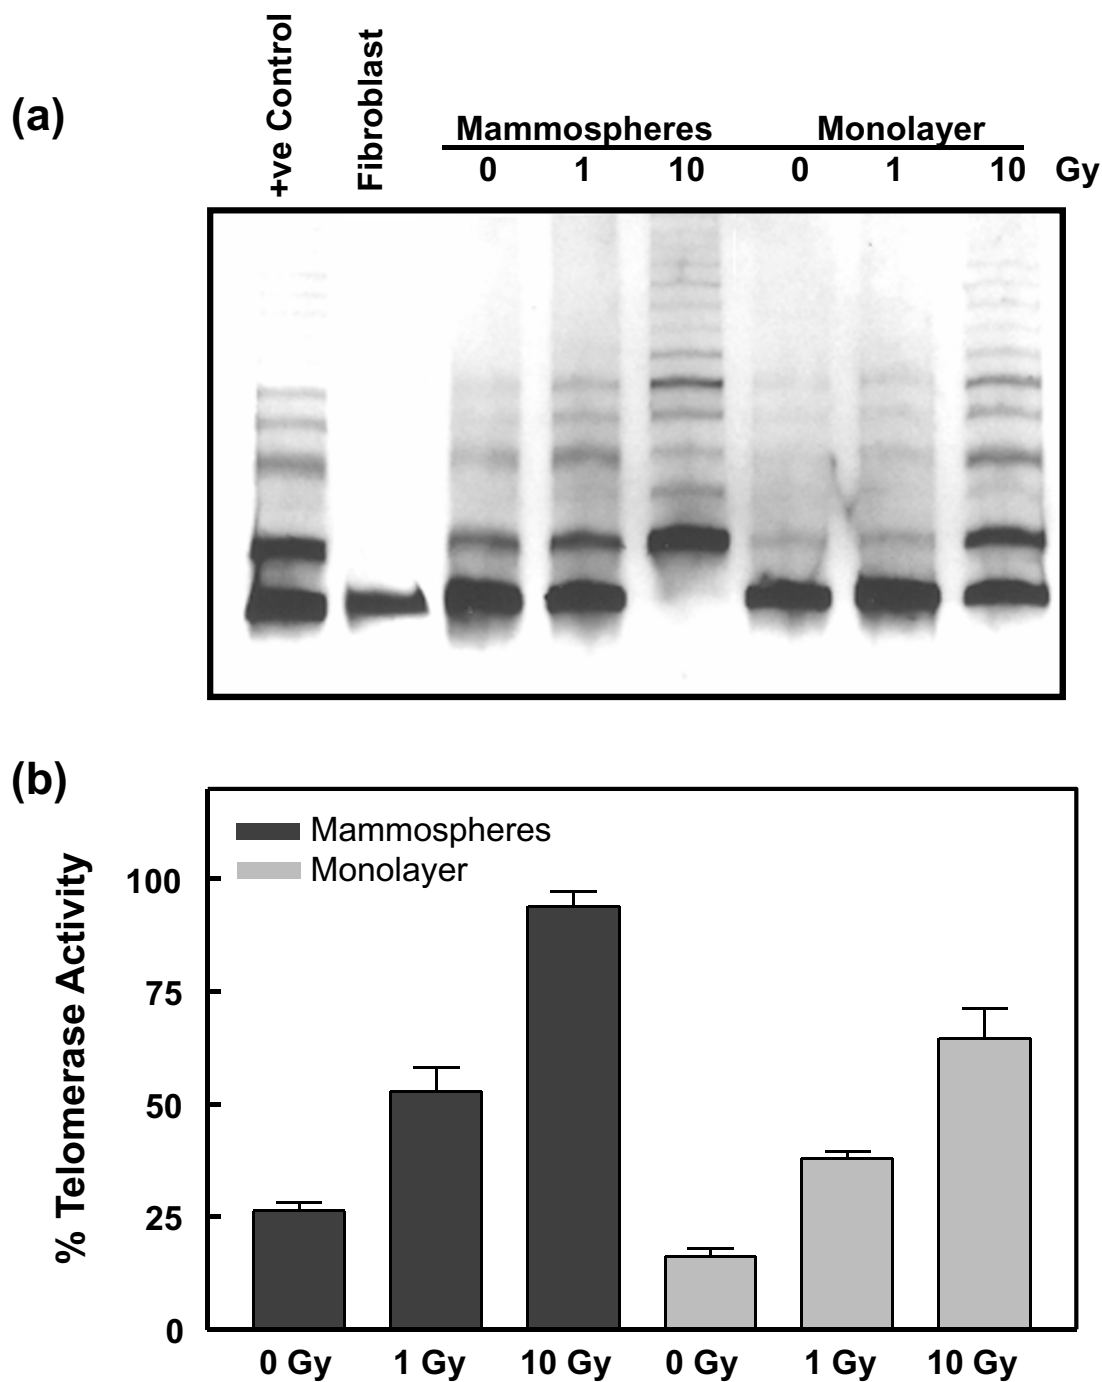 (a)
+ve Control
Fibroblast
Mammospheres
Monolayer
0 1 10 0 1 10 Gy
(b)
Mammospheres
Monolayer
% Telomerase Activity
100
75
50
25
0
0 Gy 1 Gy 10 Gy 0 Gy 1 Gy 10 Gy